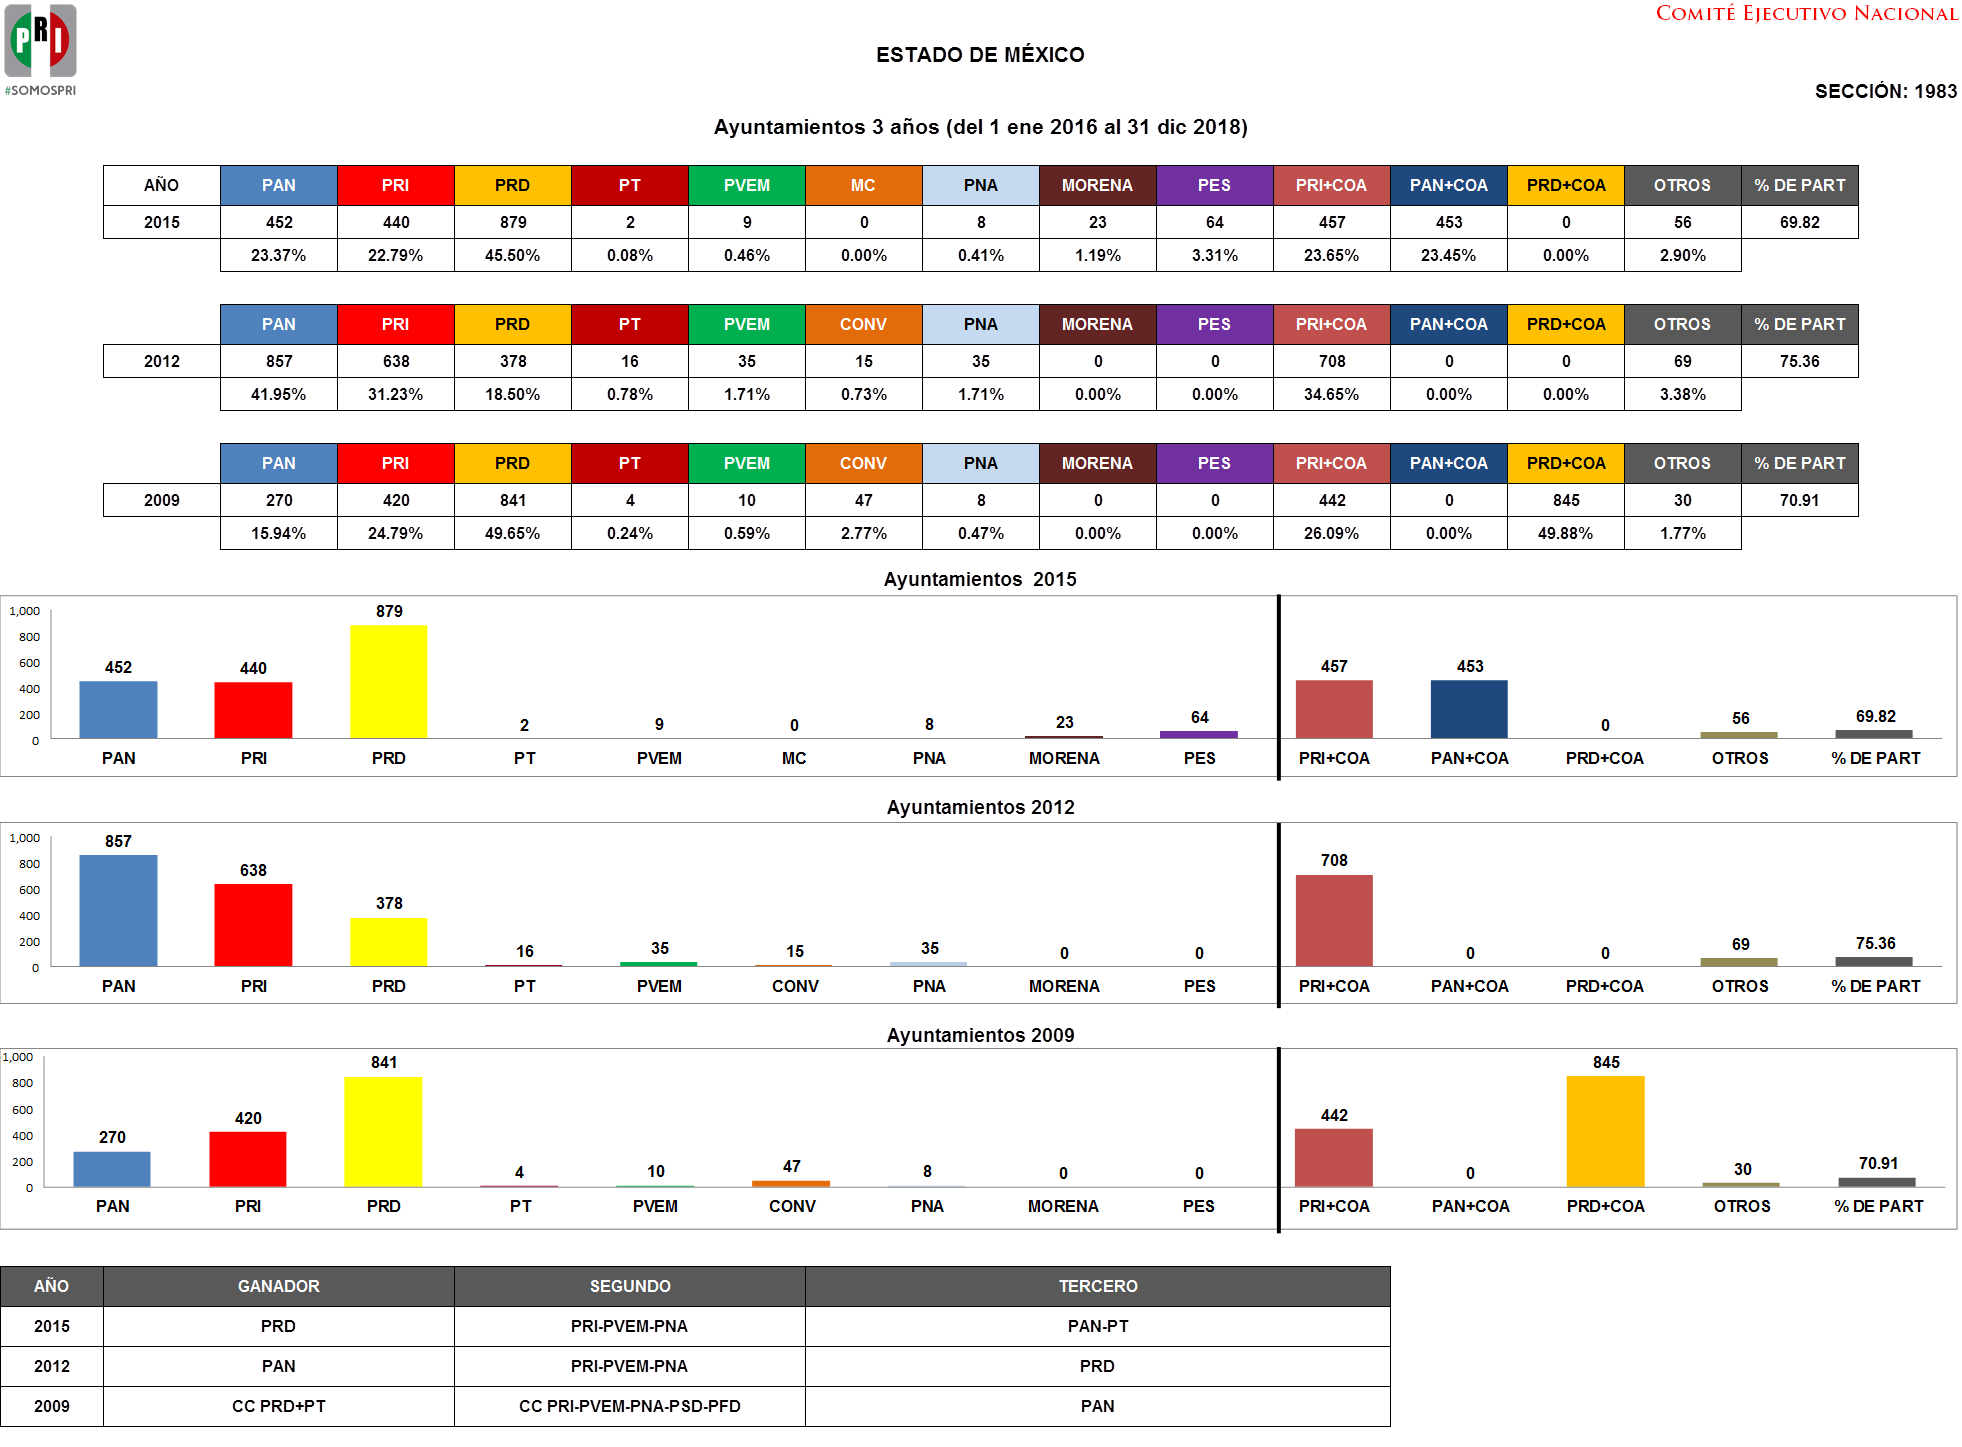 PRI
#SOMOSPRI
COMITÉ EJECUTIVO NACIONAL
ESTADO DE MÉXICO
SECCIÓN: 1983
Ayuntamientos 3 años (del 1 ene 2016 al 31 dic 2018)
AÑO PAN PRI PRD PT PVEM MC PNA MORENA PES PRI+COA PAN+COA PRD+COA OTROS % DE PART
2015 452 440 879 2 9 0 8 23 64 457 453 0 56 69.82
23.37% 22.79% 45.50% 0.08% 0.46% 0.00% 0.41% 1.19% 3.31% 23.65% 23.45% 0.00% 2.90%
PAN PRI PRD PT PVEM CONV PNA MORENA PES PRI+COA PAN+COA PRD+COA OTROS % DE PART
2012 857 638 378 16 35 15 35 0 0 708 0 0 69 75.36
41.95% 31.23% 18.50% 0.78% 1.71% 0.73% 1.71% 0.00% 0.00% 34.65% 0.00% 0.00% 3.38%
PAN PRI PRD PT PVEM CONV PNA MORENA PES PRI+COA PAN+COA PRD+COA OTROS % DE PART
2009 270 420 841 4 10 47 8 0 0 442 0 845 30 70.91
15.94% 24.79% 49.65% 0.24% 0.59% 2.77% 0.47% 0.00% 0.00% 26.09% 0.00% 49.88% 1.77%
Ayuntamientos 2015
1,000
800
600
400
200
0
452 440 879 2 9 0 8 23 64 457 453 0 56 69.82
PAN PRI PRD PT PVEM MC PNA MORENA PES PRI+COA PAN+COA PRD+COA OTROS % DE PART
Ayuntamientos 2012
1,000
800
600
400
200
0
857 638 378 16 35 15 35 0 0 708 0 0 69 75.36
PAN PRI PRD PT PVEM CONV PNA MORENA PES PRI+COA PAN+COA PRD+COA OTROS % DE PART
Ayuntamientos 2009
1,000
800
600
400
200
0
270 420 841 4 10 47 8 0 0 442 0 845 30 70.91
PAN PRI PRD PT PVEM CONV PNA MORENA PES PRI+COA PAN+COA PRD+COA OTROS % DE PART
AÑO GANADOR SEGUNDO TERCERO
2015 PRD PRI-PVEM-PNA PAN-PT
2012 PAN PRI-PVEM-PNA PRD
2009 CC PRD+PT CC PRI-PVEM-PNA-PSD-PFD PAN